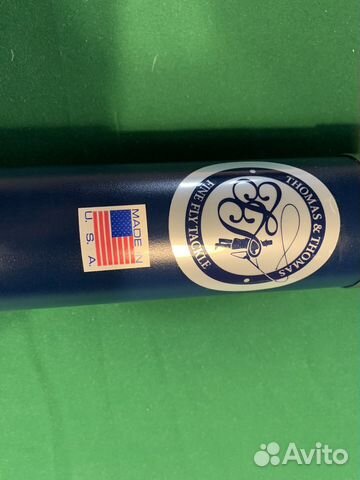 THOMAS & THOMAS
FINE FLY TACKLE
MADE IN
U. S. A.
Avito